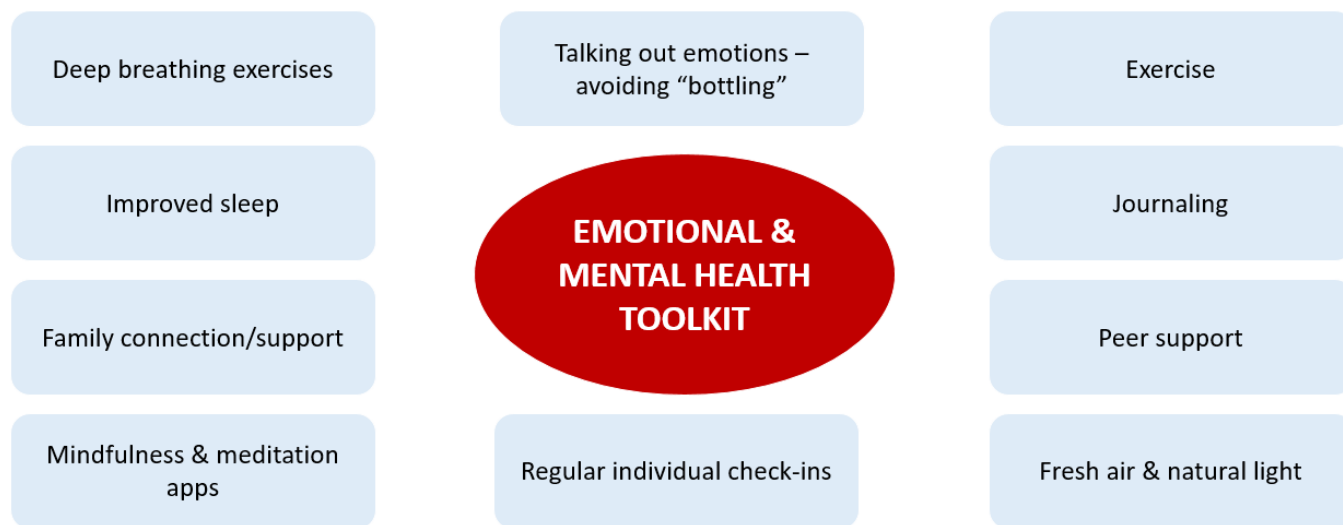 Deep breathing exercises
Talking out emotions –
avoiding “bottling”
Exercise
Improved sleep
EMOTIONAL &
MENTAL HEALTH
TOOLKIT
Journaling
Family connection/support
Peer support
Mindfulness & meditation
apps
Regular individual check-ins
Fresh air & natural light